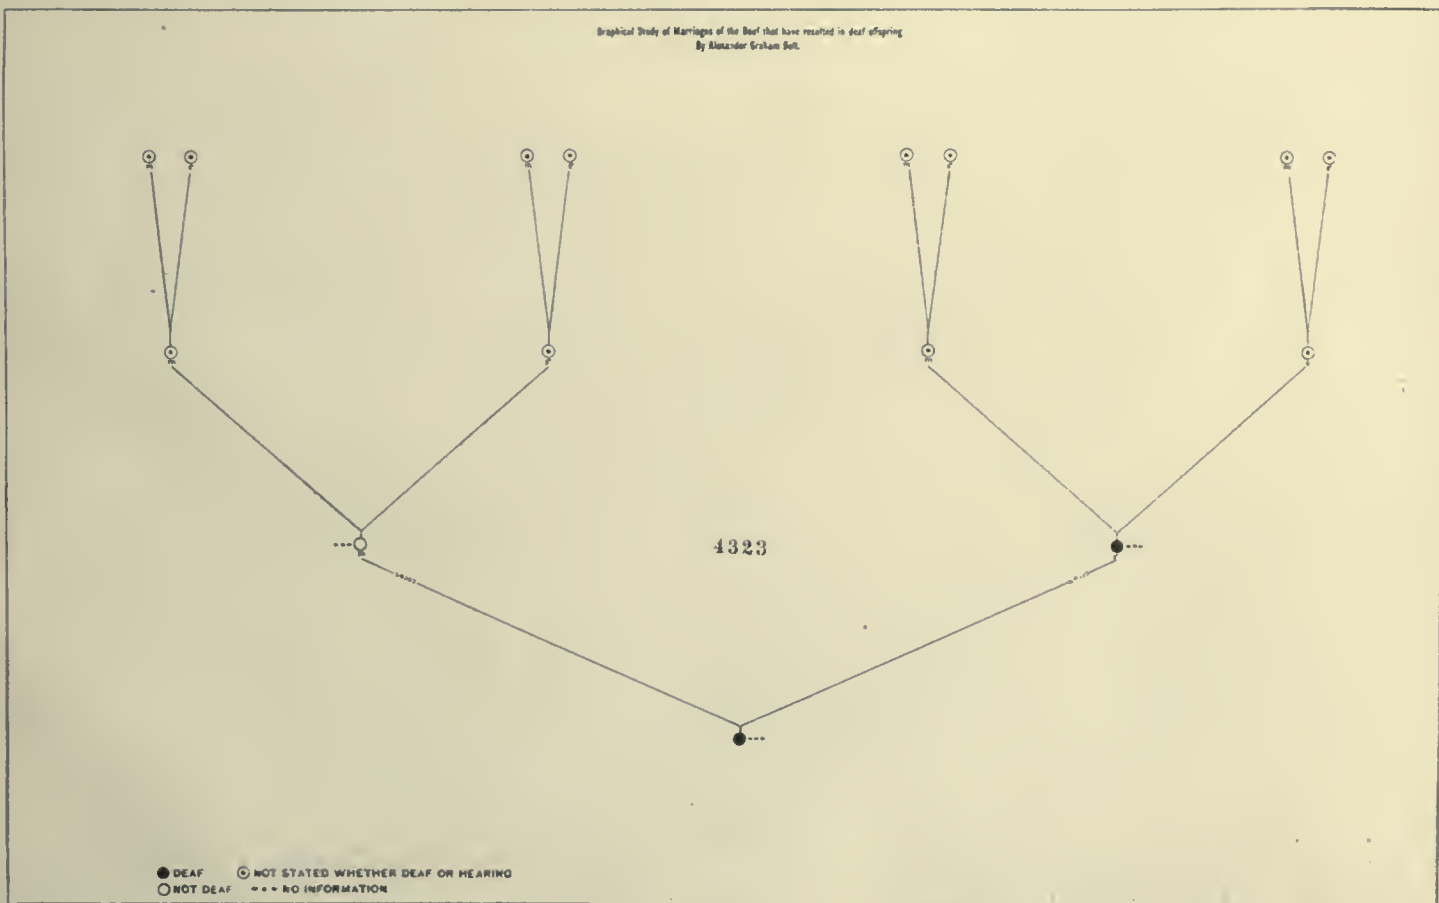 Graphical Study of Marriages of the Deaf that have resulted in deaf offspring
By Alexander Graham Bell.
m f m f m f m f
m f m f
4323
m f
DEAF NOT STATED WHETHER DEAF OR HEARING
NOT DEAF --- NO INFORMATION